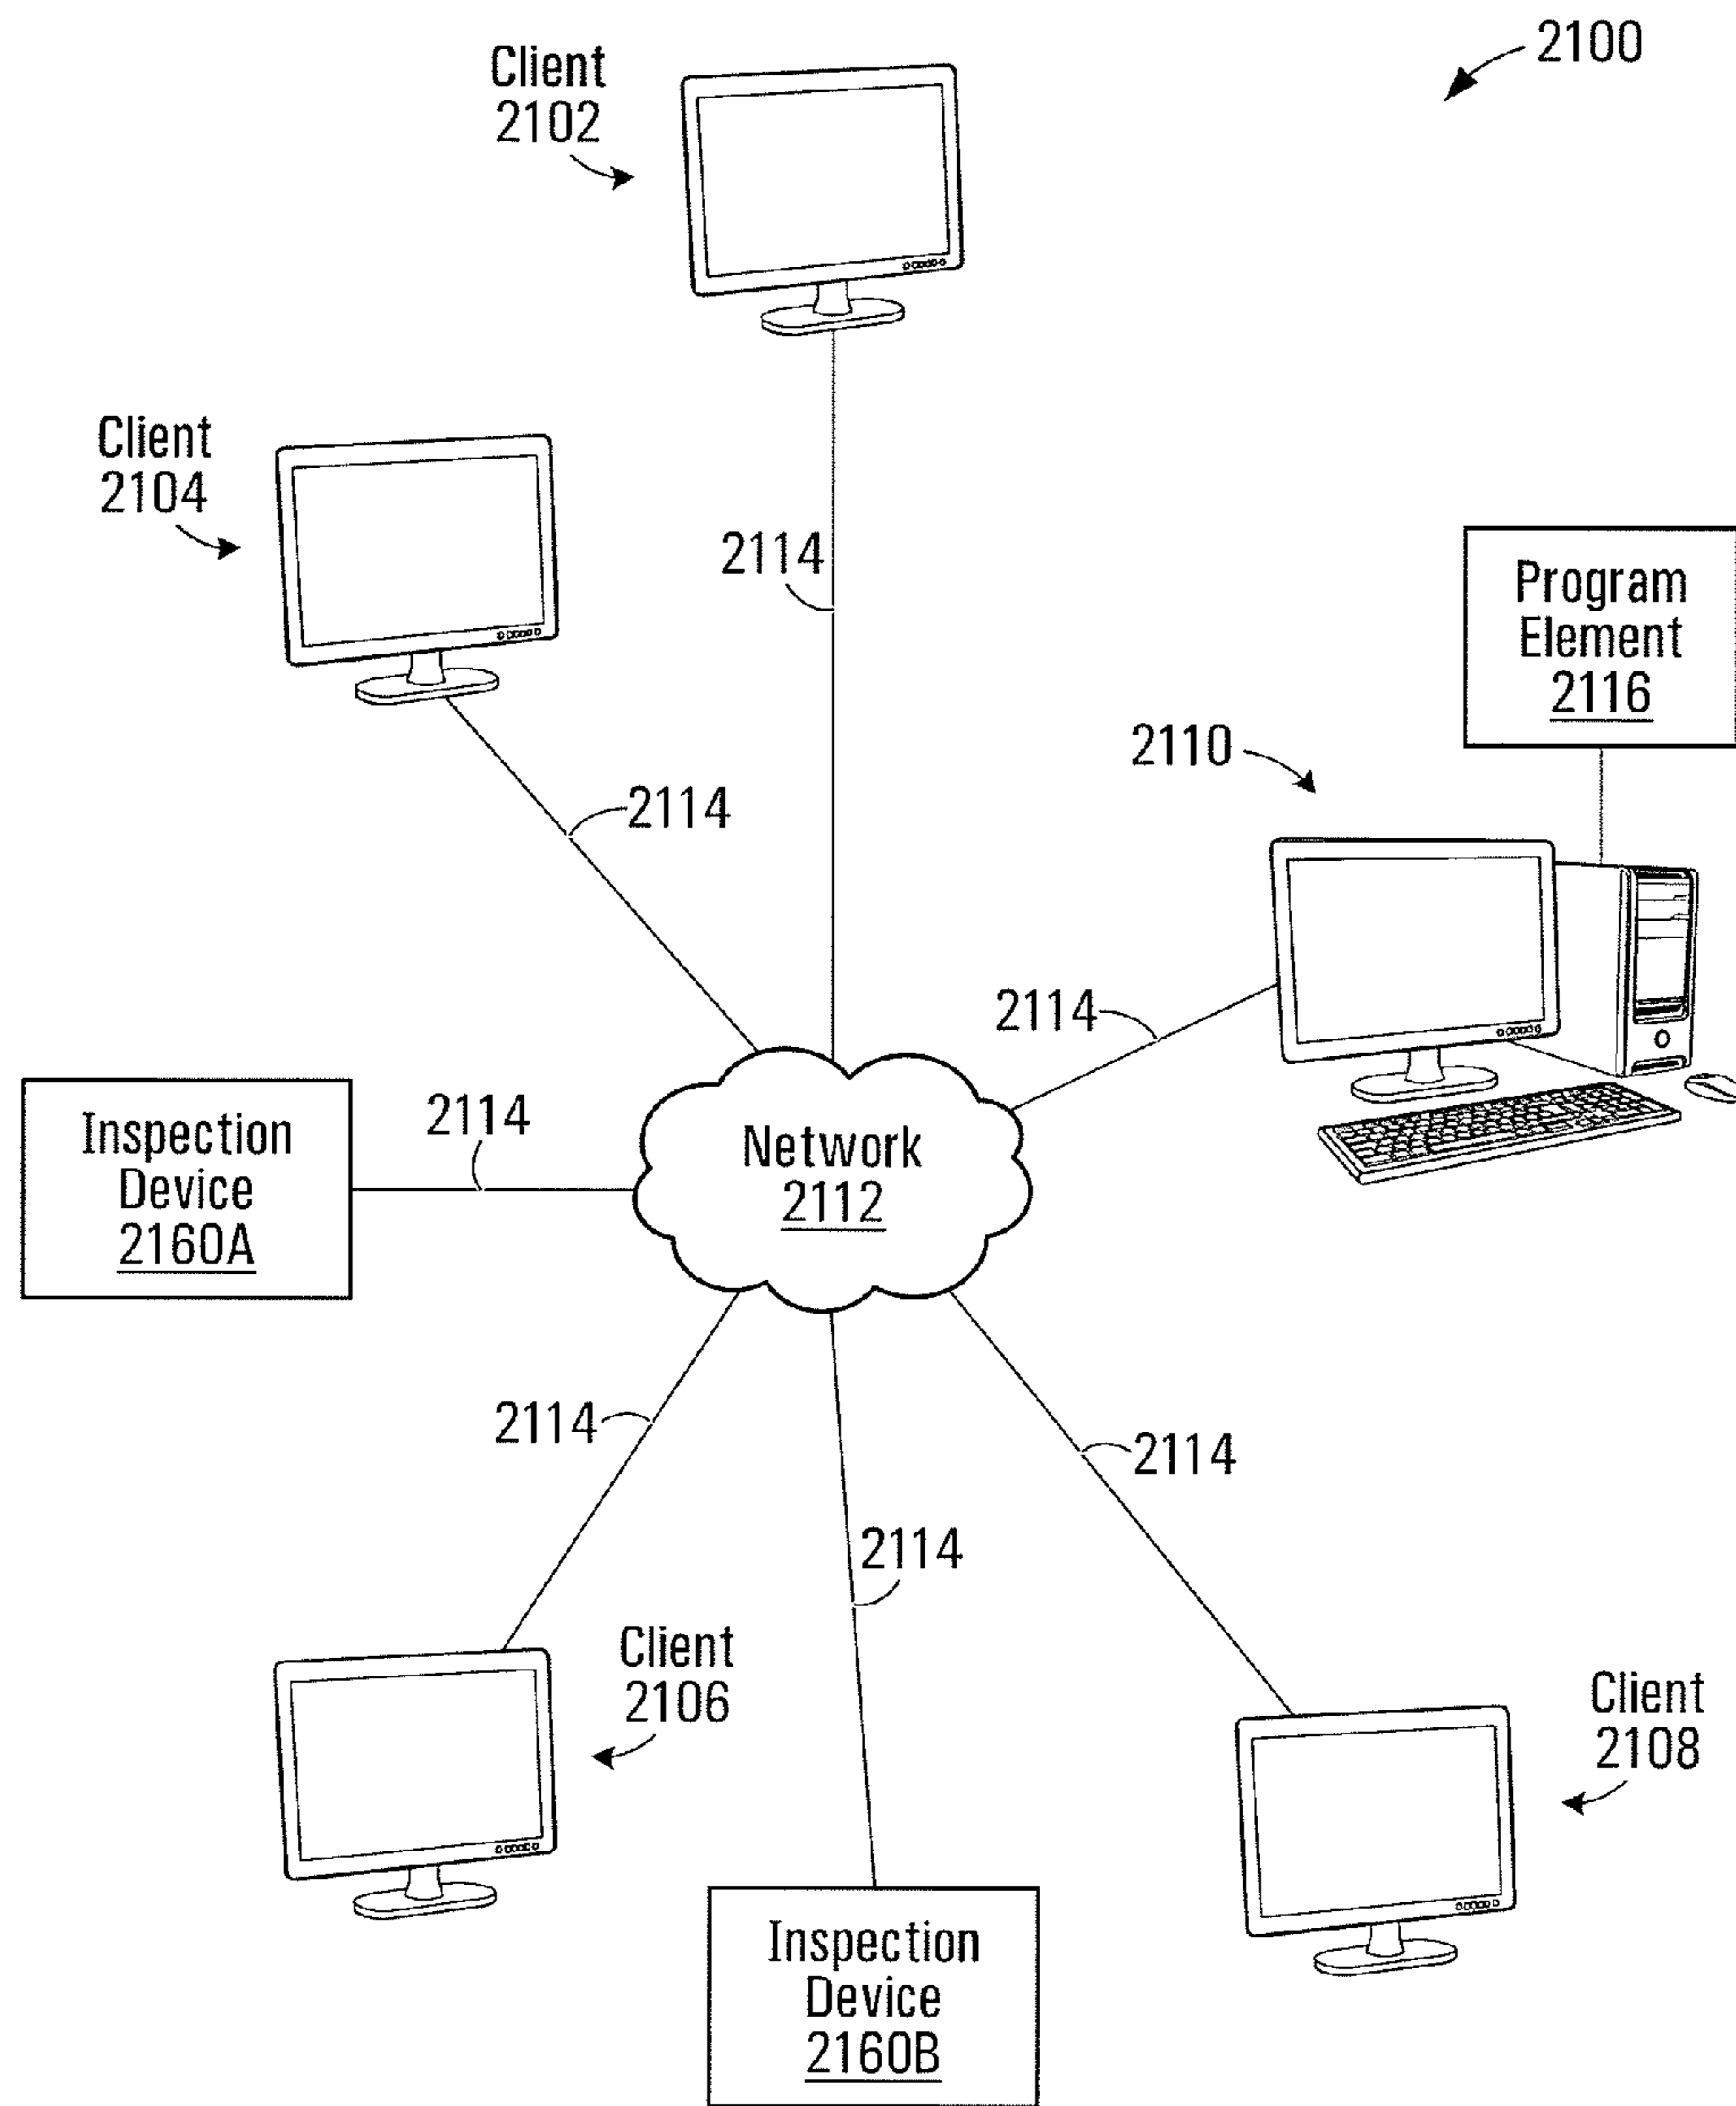 2100
Client
2102
Client
2104
2114
Program
Element
2116
2110
2114
2114
Inspection
Device
2160A
2114
Network
2112
2114
2114
2114
Client
2106
Client
2108
Inspection
Device
2160B